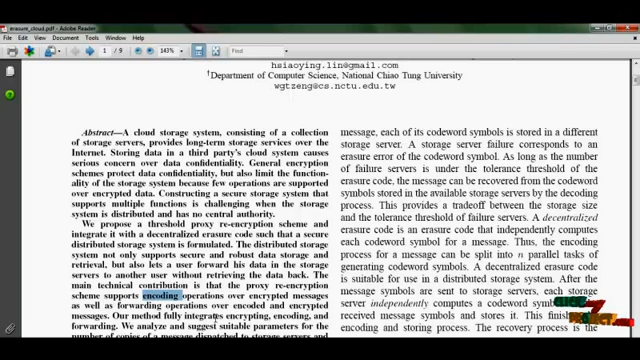 erasure_cloud.pdf - Adobe Reader
File Edit View Document Tools Window Help
1 / 9 143% Find
hsiaoying.lin@gmail.com
†Department of Computer Science, National Chiao Tung University
wgtzeng@cs.nctu.edu.tw
Abstract—A cloud storage system, consisting of a collection
of storage servers, provides long-term storage services over the
Internet. Storing data in a third party's cloud system causes
serious concern over data confidentiality. General encryption
schemes protect data confidentiality, but also limit the function-
ality of the storage system because few operations are supported
over encrypted data. Constructing a secure storage system that
supports multiple functions is challenging when the storage
system is distributed and has no central authority.
We propose a threshold proxy re-encryption scheme and
integrate it with a decentralized erasure code such that a secure
distributed storage system is formulated. The distributed storage
system not only supports secure and robust data storage and
retrieval, but also lets a user forward his data in the storage
servers to another user without retrieving the data back. The
main technical contribution is that the proxy re-encryption
scheme supports encoding operations over encrypted messages
as well as forwarding operations over encoded and encrypted
messages. Our method fully integrates encrypting, encoding, and
forwarding. We analyze and suggest suitable parameters for the
number of copies of a message dispatched to storage servers and
message, each of its codeword symbols is stored in a different
storage server. A storage server failure corresponds to an
erasure error of the codeword symbol. As long as the number
of failure servers is under the tolerance threshold of the
erasure code, the message can be recovered from the codeword
symbols stored in the available storage servers by the decoding
process. This provides a tradeoff between the storage size
and the tolerance threshold of failure servers. A decentralized
erasure code is an erasure code that independently computes
each codeword symbol for a message. Thus, the encoding
process for a message can be split into n parallel tasks of
generating codeword symbols. A decentralized erasure code
is suitable for use in a distributed storage system. After the
message symbols are sent to storage servers, each storage
server independently computes a codeword
received message symbols and stores it. This
encoding and storing process. The recovery process is the